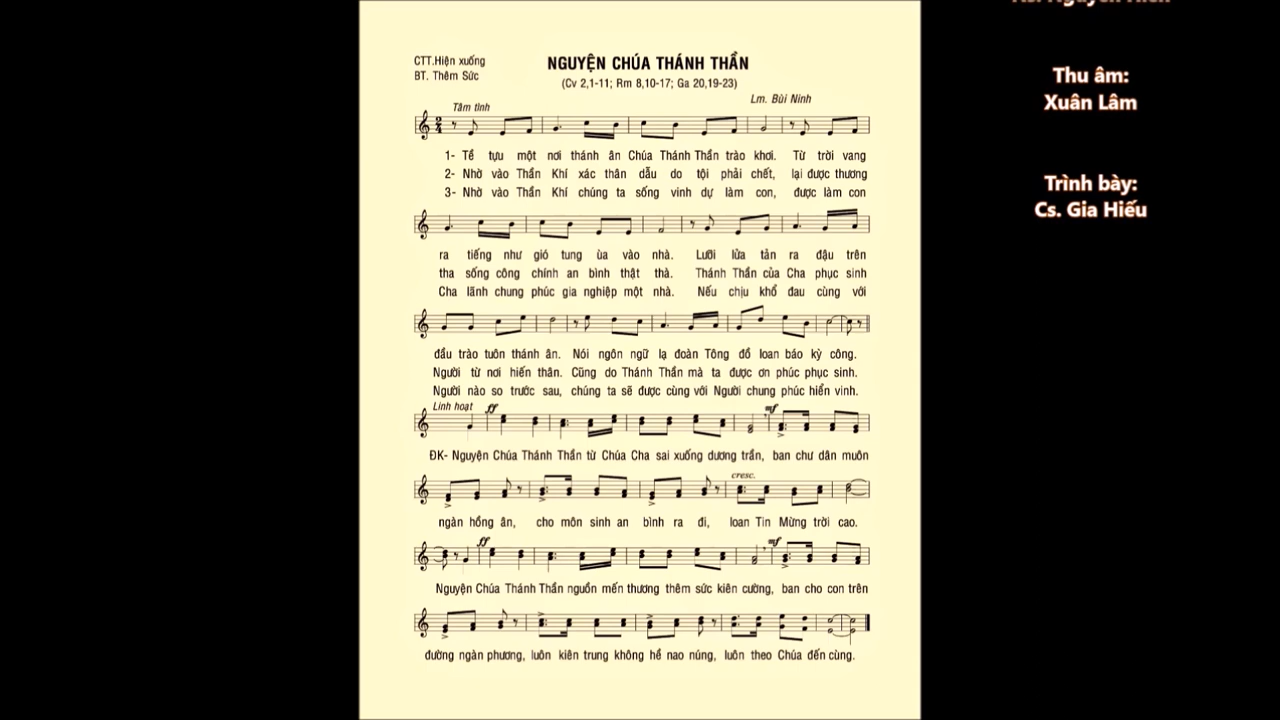 CTT.Hiện xuống
BT. Thêm Sức
NGUYỆN CHÚA THÁNH THẦN
(Cv 2,1-11; Rm 8,10-17; Ga 20,19-23)
Lm. Bùi Ninh
Tâm tình
1- Tề tựu một nơi thánh ân Chúa Thánh Thần trào khơi. Từ trời vang
2- Nhờ vào Thần Khí xác thân dẫu do tội phải chết, lại được thương
3- Nhờ vào Thần Khí chúng ta sống vinh dự làm con, được làm con
ra tiếng như gió tung ùa vào nhà. Lưỡi lửa tản ra đậu trên
tha sống công chính an bình thật thà. Thánh Thần của Cha phục sinh
Cha lãnh chung phúc gia nghiệp một nhà. Nếu chịu khổ đau cùng với
đầu trào tuôn thánh ân. Nói ngôn ngữ lạ đoàn Tông đồ loan báo kỳ công.
Người từ nơi hiến thân. Cũng do Thánh Thần mà ta được ơn phúc phục sinh.
Người nào so trước sau, chúng ta sẽ được cùng với Người chung phúc hiển vinh.
Linh hoạt ff
mf
ĐK- Nguyện Chúa Thánh Thần từ Chúa Cha sai xuống dương trần, ban chư dân muôn
cresc.
ngàn hồng ân, cho môn sinh an bình ra đi, loan Tin Mừng trời cao.
ff mf
Nguyện Chúa Thánh Thần nguồn mến thương thêm sức kiên cường, ban cho con trên
đường ngàn phương, luôn kiên trung không hề nao núng, luôn theo Chúa đến cùng.
Thu âm:
Xuân Lâm
Trình bày:
Cs. Gia Hiếu